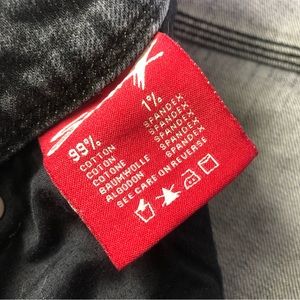 99% 1%
COTTON SPANDEX
COTON SPANDEX
COTONE SPANDEX
BAUMWOLLE SPANDEX
ALGODON SPANDEX
SEE CARE ON REVERSE